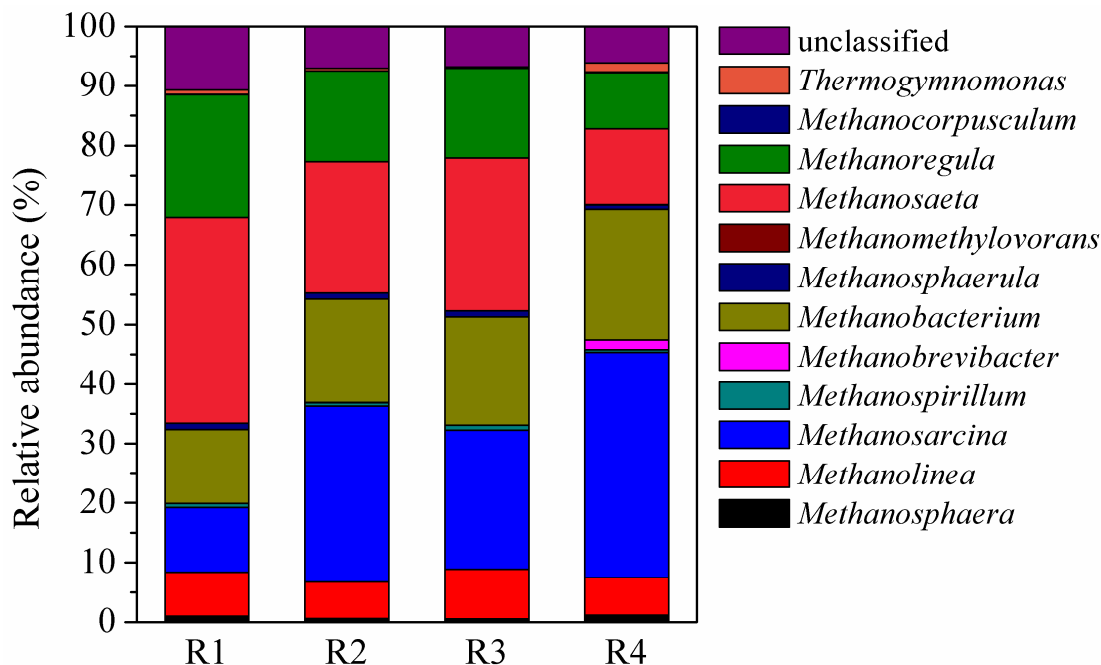 Relative abundance (%)
100
90
80
70
60
50
40
30
20
10
0
R1 R2 R3 R4
unclassified
Thermogymnomonas
Methanocorpusculum
Methanoregula
Methanosaeta
Methanomethylovorans
Methanosphaerula
Methanobacterium
Methanobrevibacter
Methanospirillum
Methanosarcina
Methanolinea
Methanosphaera